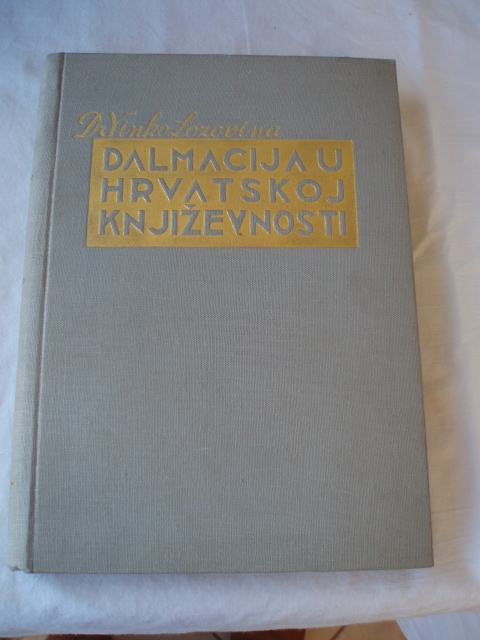 Dr Vinko Lozovina
DALMACIJA U
HRVATSKOJ
KNJIŽEVNOSTI